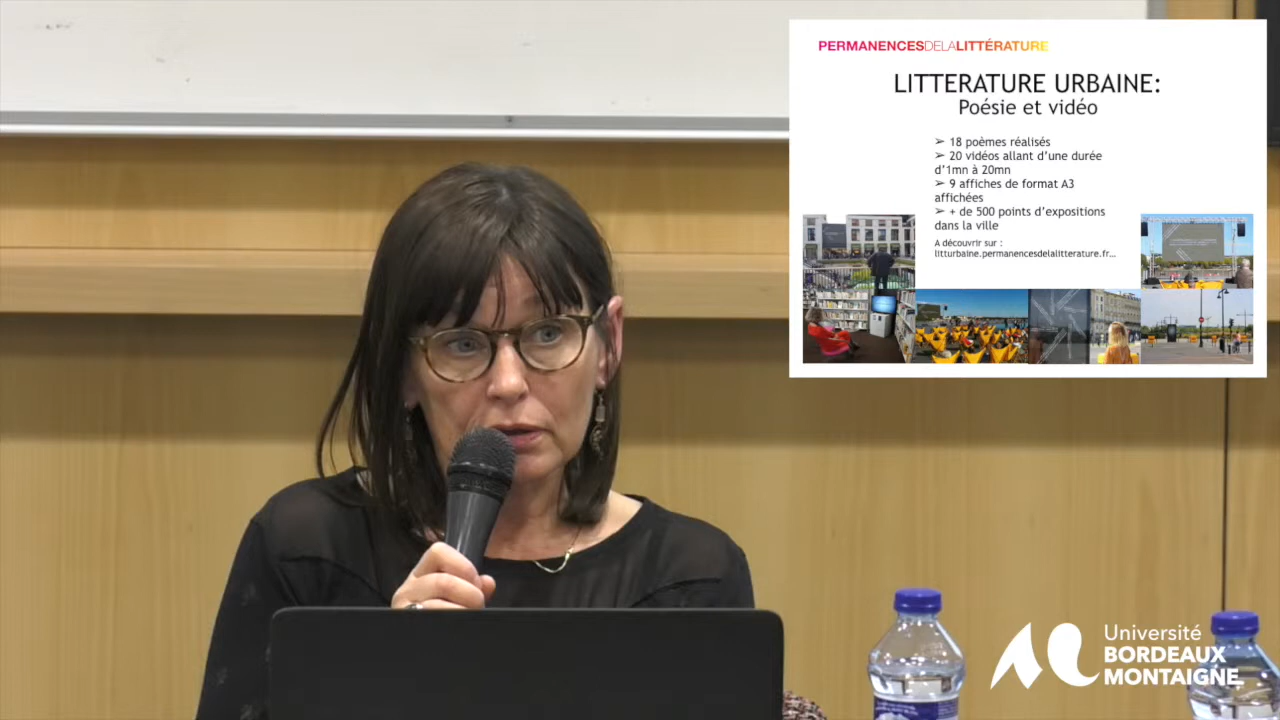 PERMANENCESDELALITTÉRATURE
LITTERATURE URBAINE:
Poésie et vidéo
➢ 18 poèmes réalisés
➢ 20 vidéos allant d'une durée
d'1mn à 20mn
➢ 9 affiches de format A3
affichées
➢ + de 500 points d'expositions
dans la ville
A découvrir sur :
litturbaine.permanencesdelalitterature.fr…
Université
BORDEAUX
MONTAIGNE